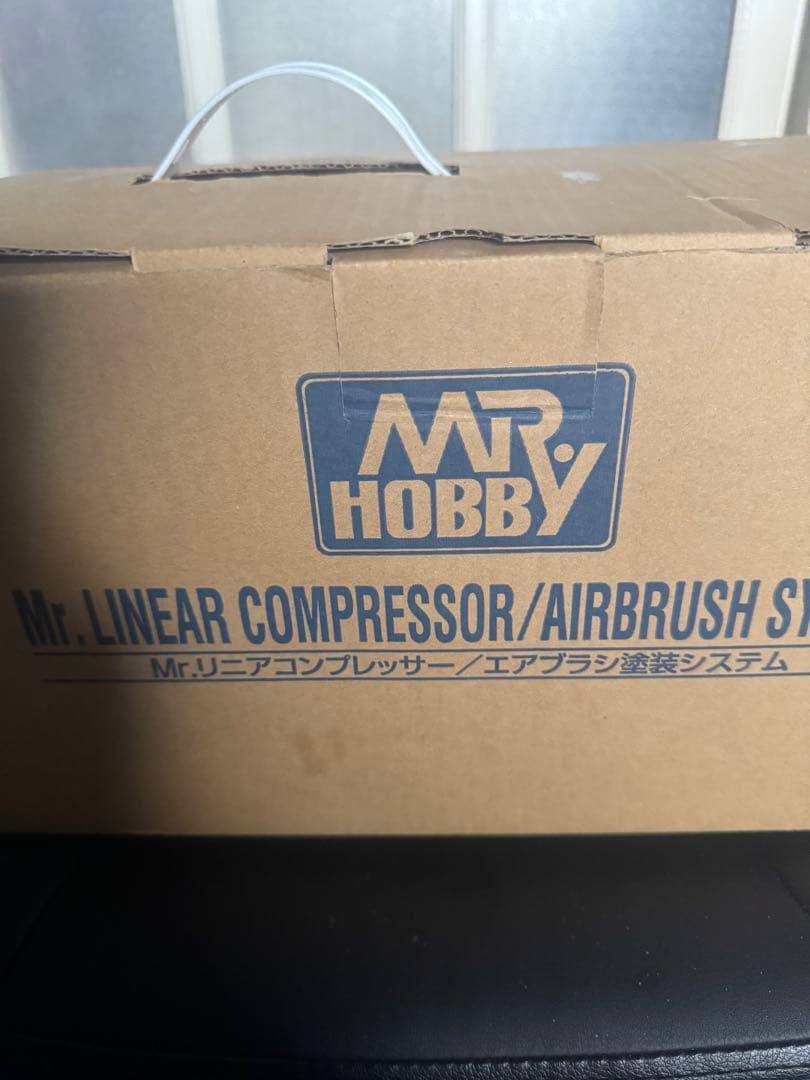 MR.
HOBBY
Mr. LINEAR COMPRESSOR/AIRBRUSH
Mr.リニアコンプレッサー／エアブラシ塗装システム